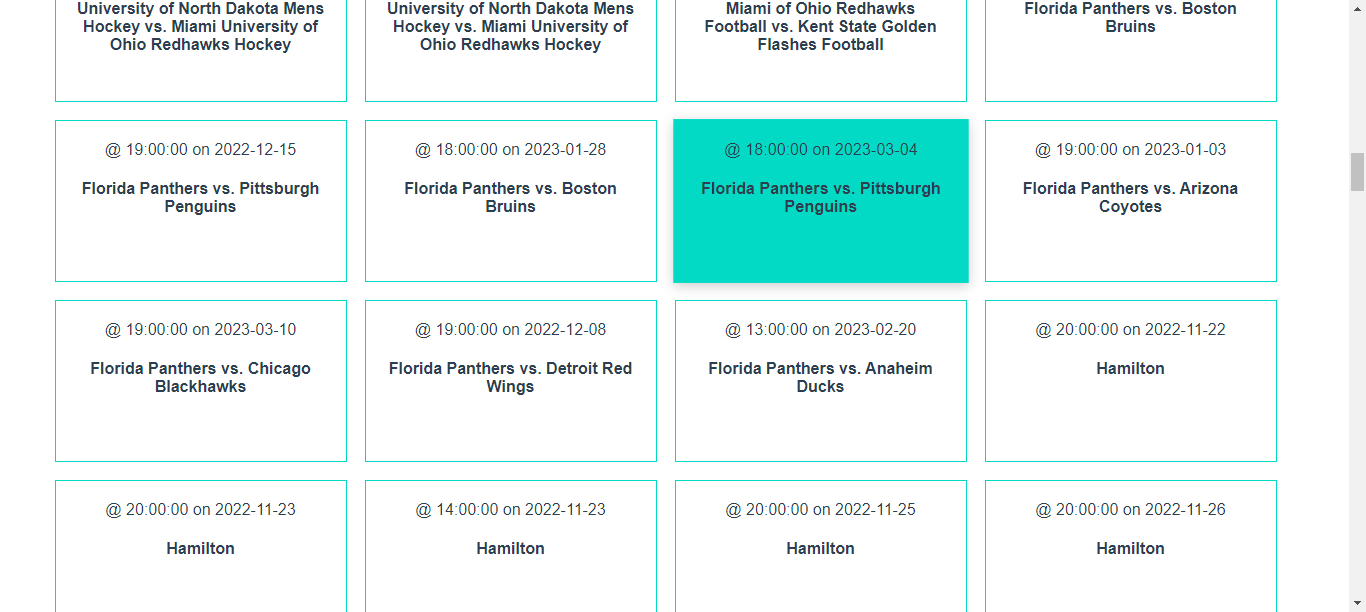 University of North Dakota Mens
Hockey vs. Miami University of
Ohio Redhawks Hockey
University of North Dakota Mens
Hockey vs. Miami University of
Ohio Redhawks Hockey
Miami of Ohio Redhawks
Football vs. Kent State Golden
Flashes Football
Florida Panthers vs. Boston
Bruins
@ 19:00:00 on 2022-12-15
Florida Panthers vs. Pittsburgh
Penguins
@ 18:00:00 on 2023-01-28
Florida Panthers vs. Boston
Bruins
@ 18:00:00 on 2023-03-04
Florida Panthers vs. Pittsburgh
Penguins
@ 19:00:00 on 2023-01-03
Florida Panthers vs. Arizona
Coyotes
@ 19:00:00 on 2023-03-10
Florida Panthers vs. Chicago
Blackhawks
@ 19:00:00 on 2022-12-08
Florida Panthers vs. Detroit Red
Wings
@ 13:00:00 on 2023-02-20
Florida Panthers vs. Anaheim
Ducks
@ 20:00:00 on 2022-11-22
Hamilton
@ 20:00:00 on 2022-11-23
Hamilton
@ 14:00:00 on 2022-11-23
Hamilton
@ 20:00:00 on 2022-11-25
Hamilton
@ 20:00:00 on 2022-11-26
Hamilton